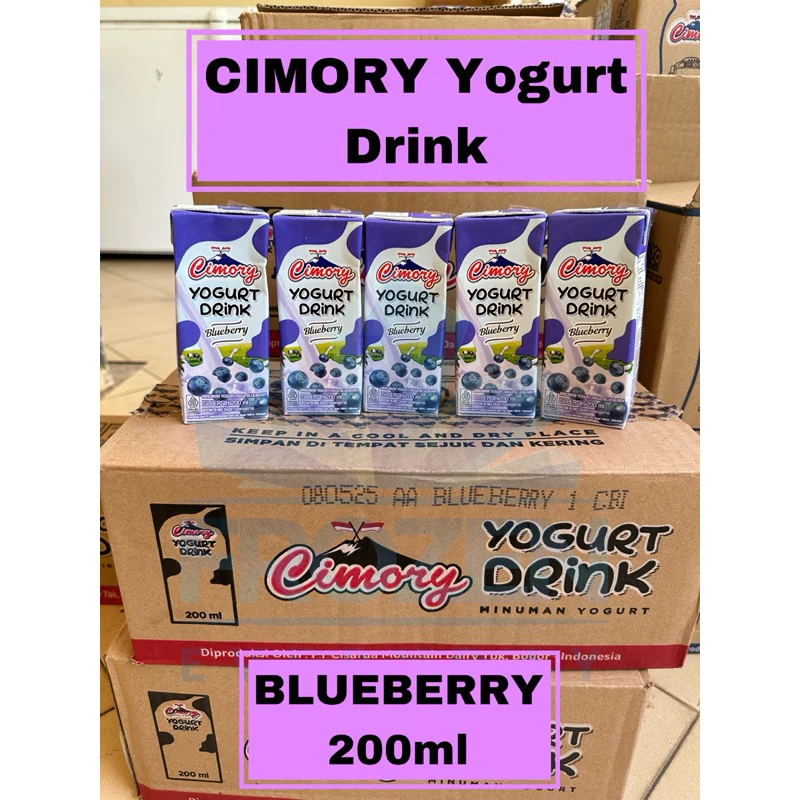 CIMORY Yogurt
Drink
Cimory
YOGURT
DRINK
Blueberry
Cimory
YOGURT
DRINK
Blueberry
Cimory
YOGURT
DRINK
Blueberry
Cimory
YOGURT
DRINK
Blueberry
Cimory
YOGURT
DRINK
Blueberry
KEEP IN A COOL AND DRY PLACE
SIMPAN DI TEMPAT SEJUK DAN KERING
080525 AA BLUEBERRY 1 CBI
Cimory
YOGURT
DRINK
200 ml
Cimory
YOGURT
DRINK
MINUMAN YOGURT
Diproduksi Oleh : PT Cisarua Mountain Dairy Tbk, Bogor, Indonesia
BLUEBERRY
200ml
YOGURT
DRINK
200 ml
MINUMAN YOGURT